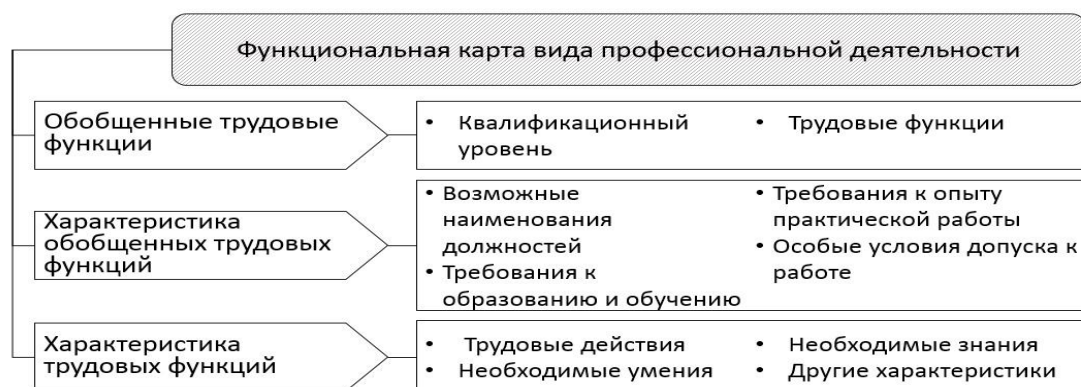 Функциональная карта вида профессиональной деятельности
Обобщенные трудовые
функции
• Квалификационный
уровень
• Трудовые функции
Характеристика
обобщенных трудовых
функций
• Возможные
наименования
должностей
• Требования к
образованию и обучению
• Требования к опыту
практической работы
• Особые условия допуска к
работе
Характеристика
трудовых функций
• Трудовые действия
• Необходимые умения
• Необходимые знания
• Другие характеристики